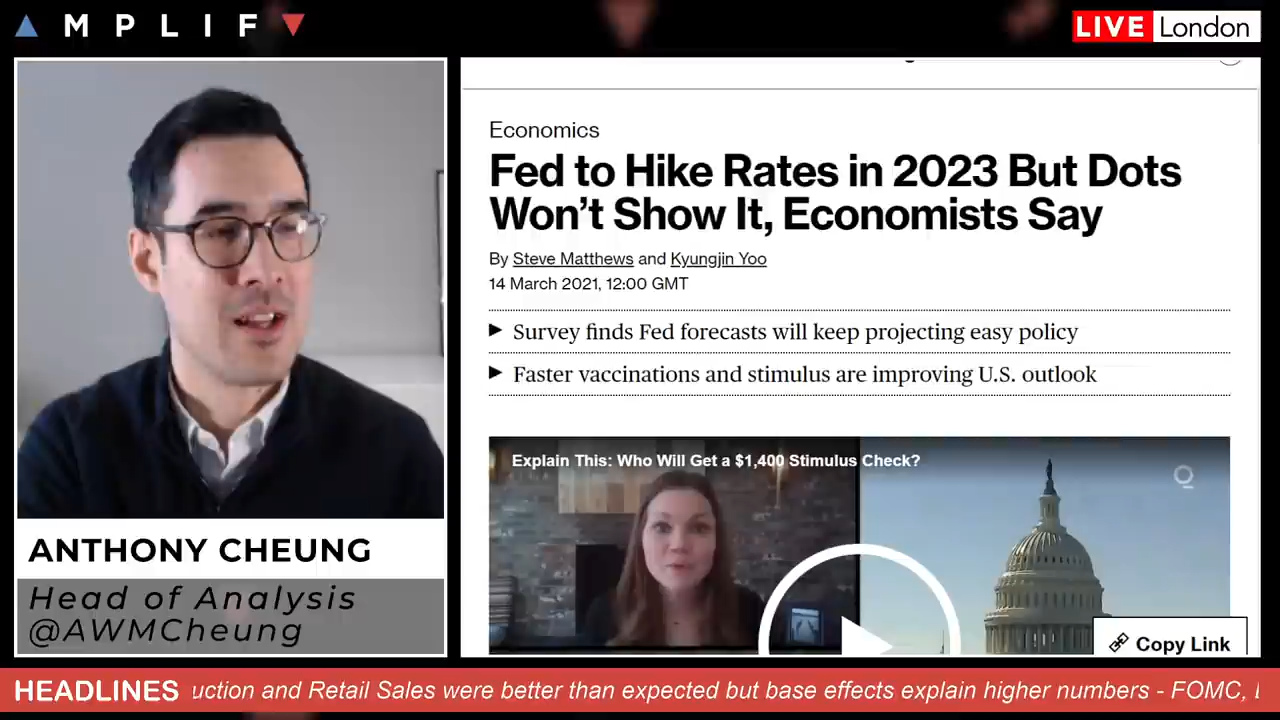 AMPLIFY
LIVE London
Economics
Fed to Hike Rates in 2023 But Dots
Won't Show It, Economists Say
By Steve Matthews and Kyungjin Yoo
14 March 2021, 12:00 GMT
Survey finds Fed forecasts will keep projecting easy policy
Faster vaccinations and stimulus are improving U.S. outlook
Explain This: Who Will Get a $1,400 Stimulus Check?
Copy Link
ANTHONY CHEUNG
Head of Analysis
@AWMCheung
HEADLINES uction and Retail Sales were better than expected but base effects explain higher numbers - FOMC,